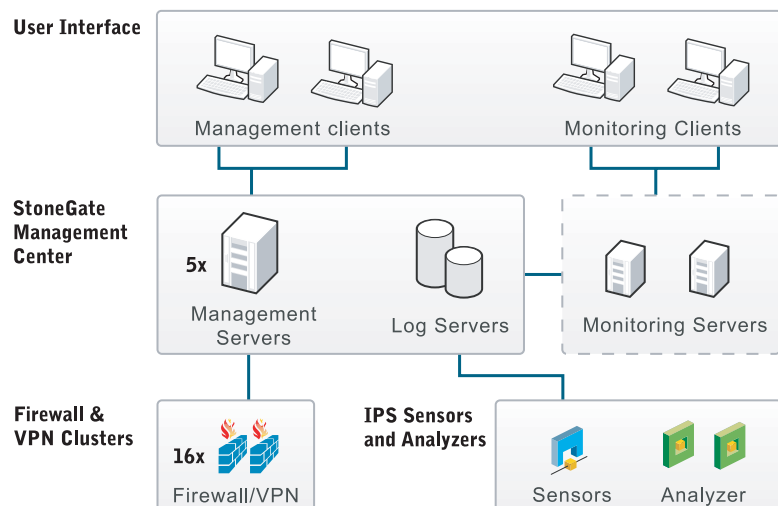 User Interface
Management clients
Monitoring Clients
StoneGate
Management
Center
5x
Management
Servers
Log Servers
Monitoring Servers
Firewall &
VPN Clusters
16x
Firewall/VPN
IPS Sensors
and Analyzers
Sensors
Analyzer